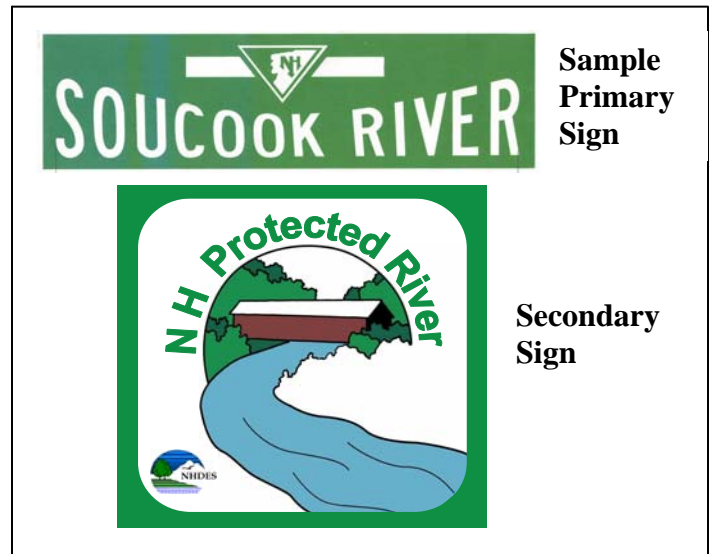 NH
SOUCOOK RIVER
Sample
Primary
Sign
NH Protected River
Secondary
Sign
NHDES